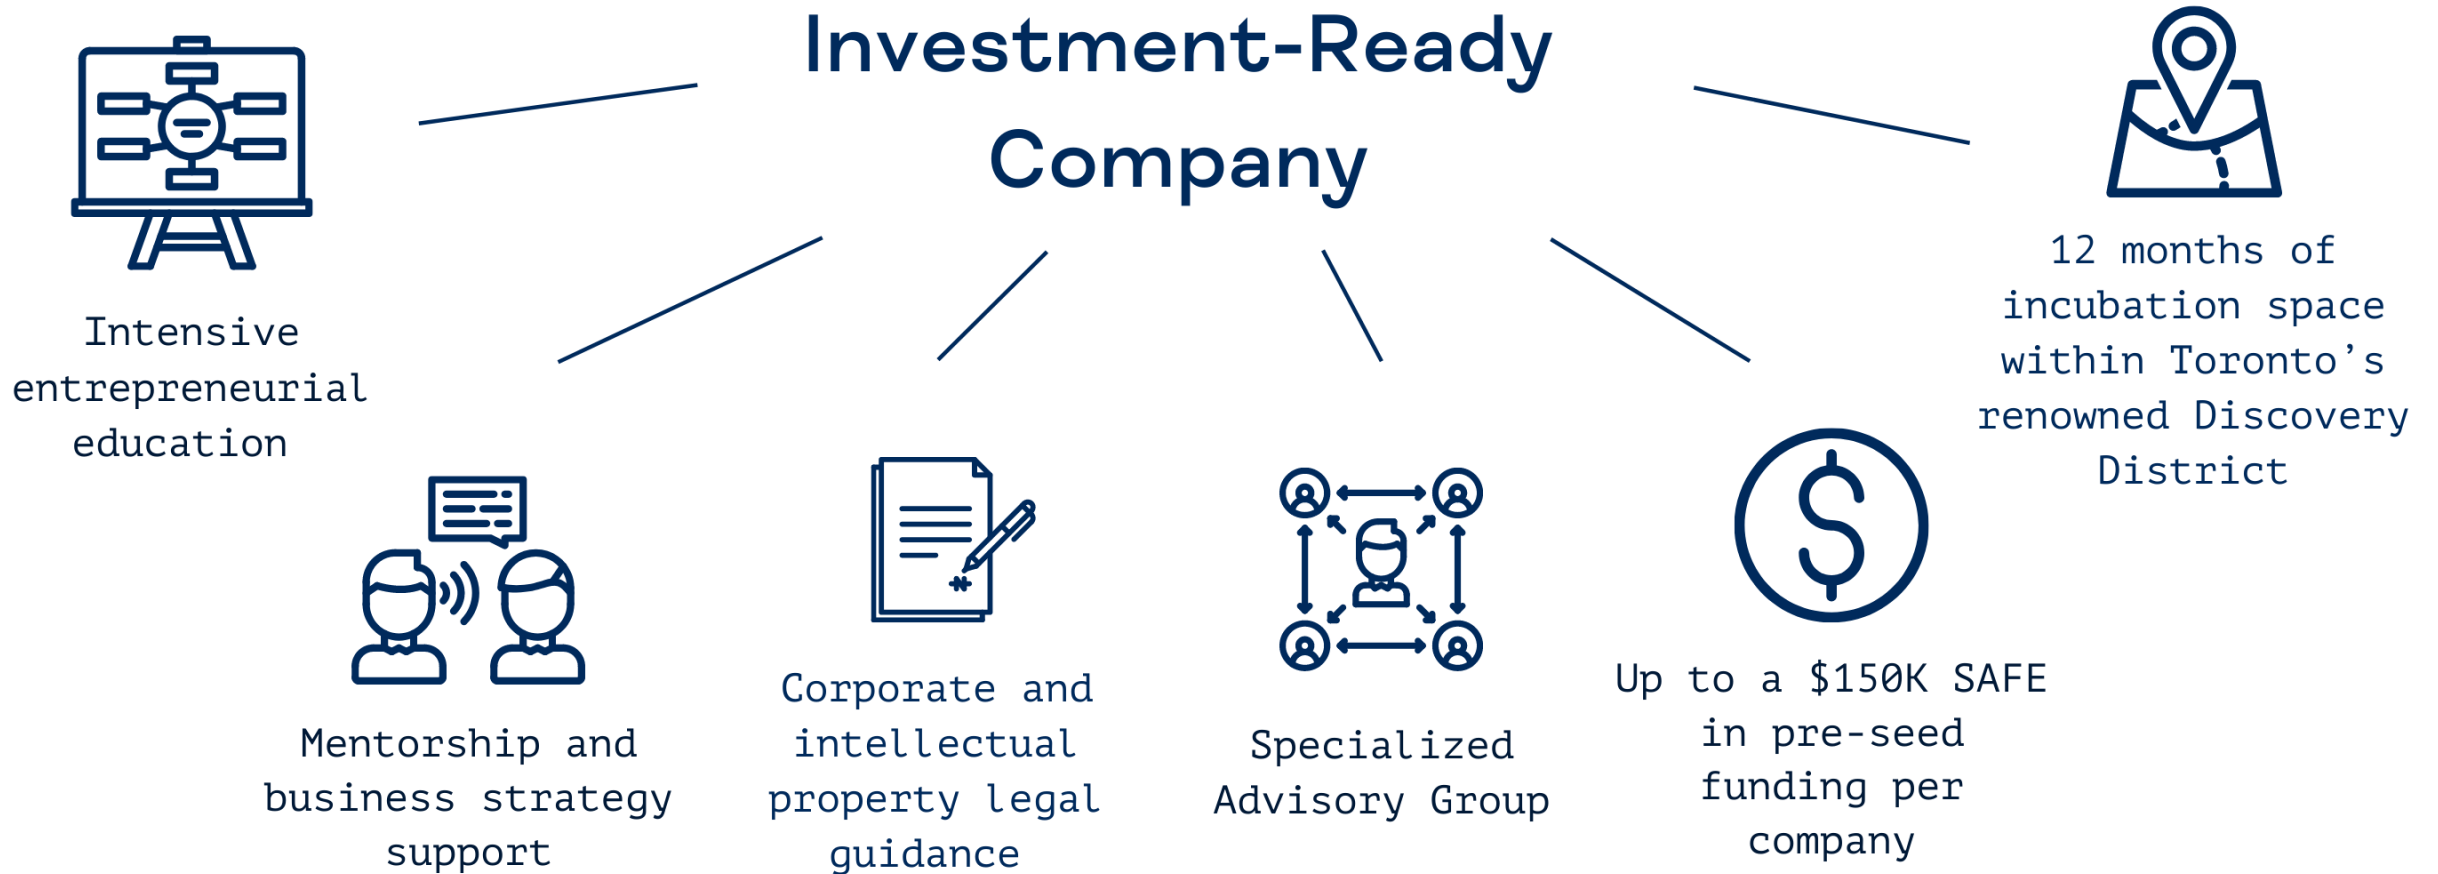 Investment-Ready
Company
Intensive
entrepreneurial
education
Mentorship and
business strategy
support
Corporate and
intellectual
property legal
guidance
Specialized
Advisory Group
Up to a $150K SAFE
in pre-seed
funding per
company
12 months of
incubation space
within Toronto’s
renowned Discovery
District